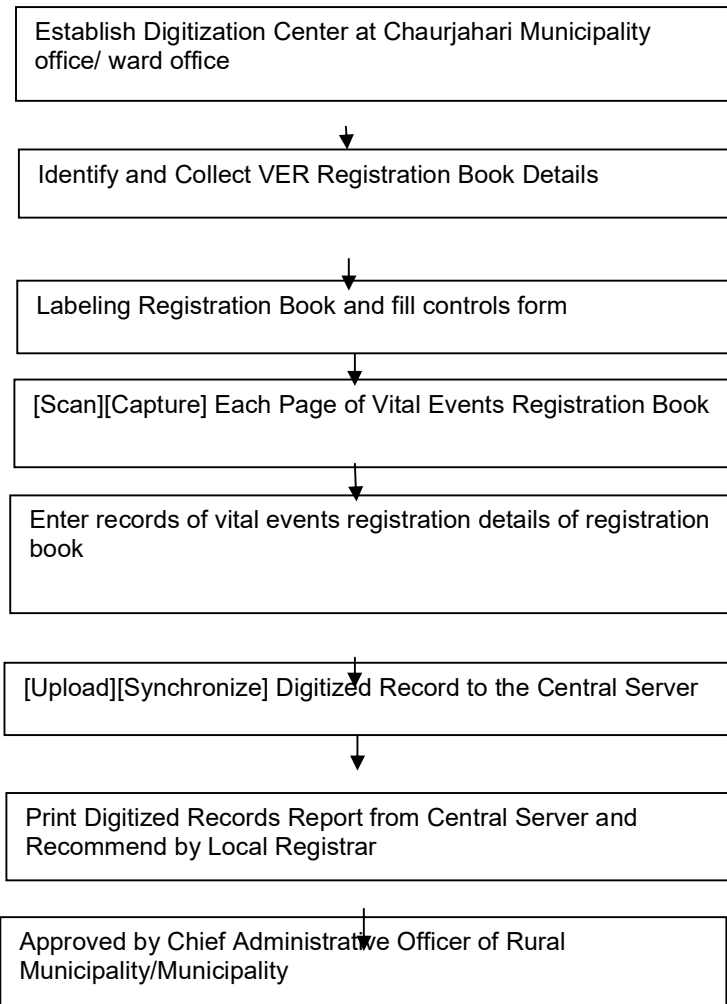 Establish Digitization Center at Chaurjahari Municipality
office/ ward office
Identify and Collect VER Registration Book Details
Labeling Registration Book and fill controls form
[Scan][Capture] Each Page of Vital Events Registration Book
Enter records of vital events registration details of registration
book
[Upload][Synchronize] Digitized Record to the Central Server
Print Digitized Records Report from Central Server and
Recommend by Local Registrar
Approved by Chief Administrative Officer of Rural
Municipality/Municipality